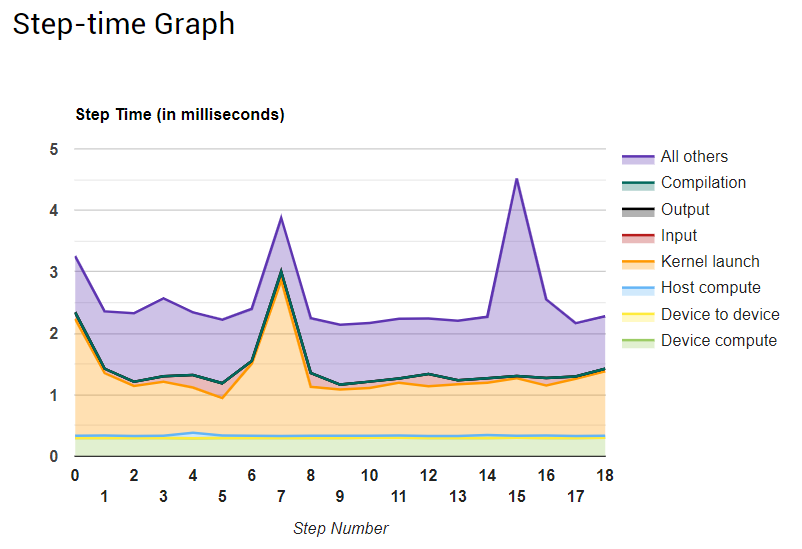 Step-time Graph
Step Time (in milliseconds)
5
4
3
2
1
0
0 2 4 6 8 10 12 14 16 18
1 3 5 7 9 11 13 15 17
Step Number
All others
Compilation
Output
Input
Kernel launch
Host compute
Device to device
Device compute